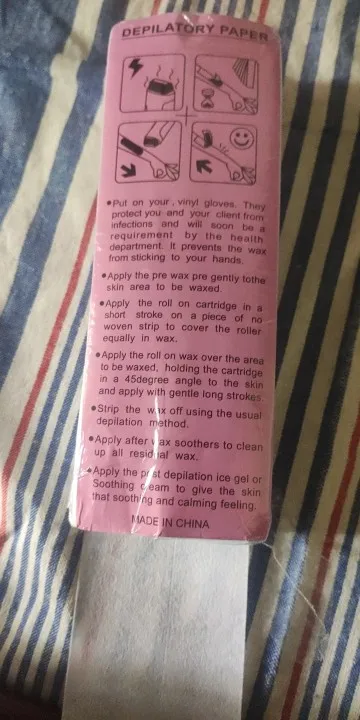 DEPILATORY PAPER
•Put on your , vinyl gloves. They
protect you and your client from
infections and will soon be a
requirement by the health
department. It prevents the wax
from sticking to your hands.
•Apply the pre wax pre gently tothe
skin area to be waxed.
•Apply the roll on cartridge in a
short stroke on a piece of no
woven strip to cover the roller
equally in wax.
•Apply the roll on wax over the area
to be waxed, holding the cartridge
in a 45degree angle to the skin
and apply with gentle long strokes.
•Strip the wax off using the usual
depilation method.
•Apply after wax soothers to clean
up all residual wax.
•Apply the post depilation ice gel or
Soothing cream to give the skin
that soothing and calming feeling.
MADE IN CHINA